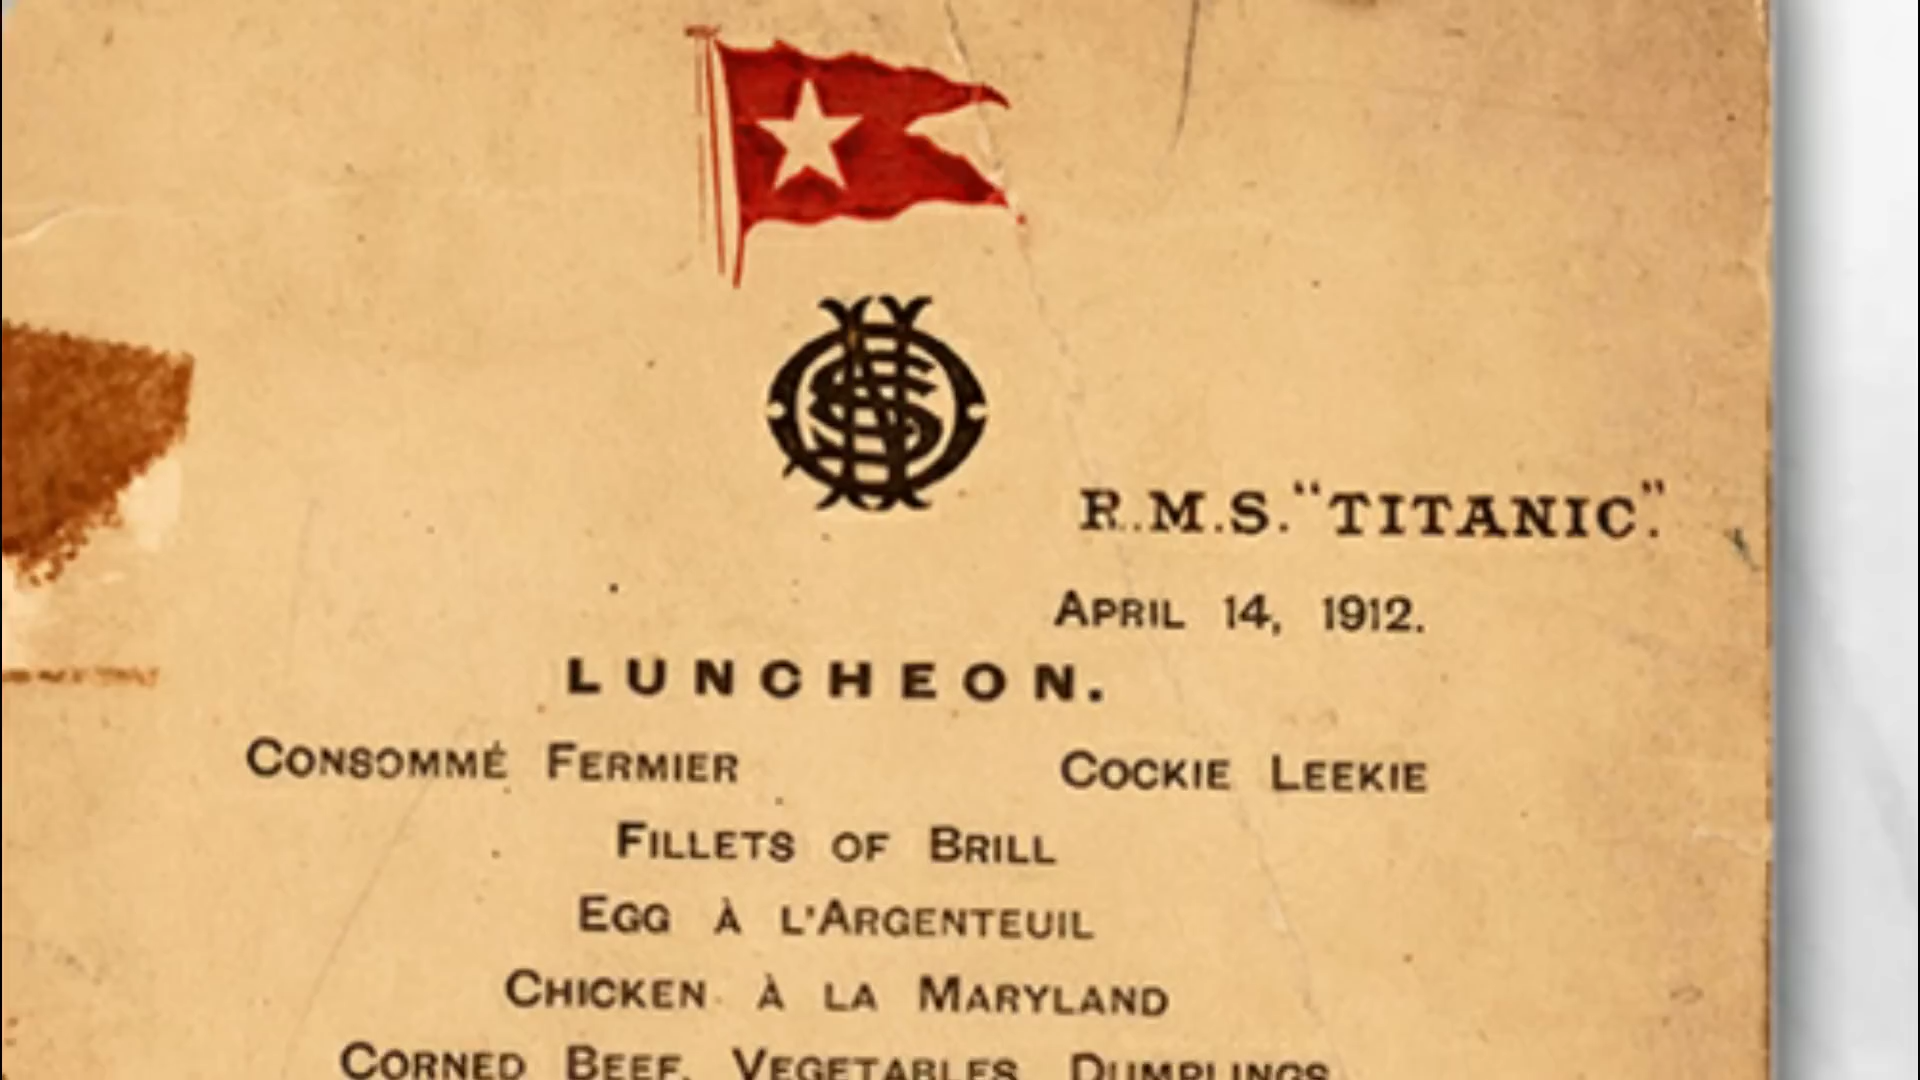 R.M.S. "TITANIC".
APRIL 14, 1912.
LUNCHEON.
CONSOMMÉ FERMIER COCKIE LEEKIE
FILLETS OF BRILL
EGG À L'ARGENTEUIL
CHICKEN À LA MARYLAND
CORNED BEEF, VEGETABLES, DUMPLINGS